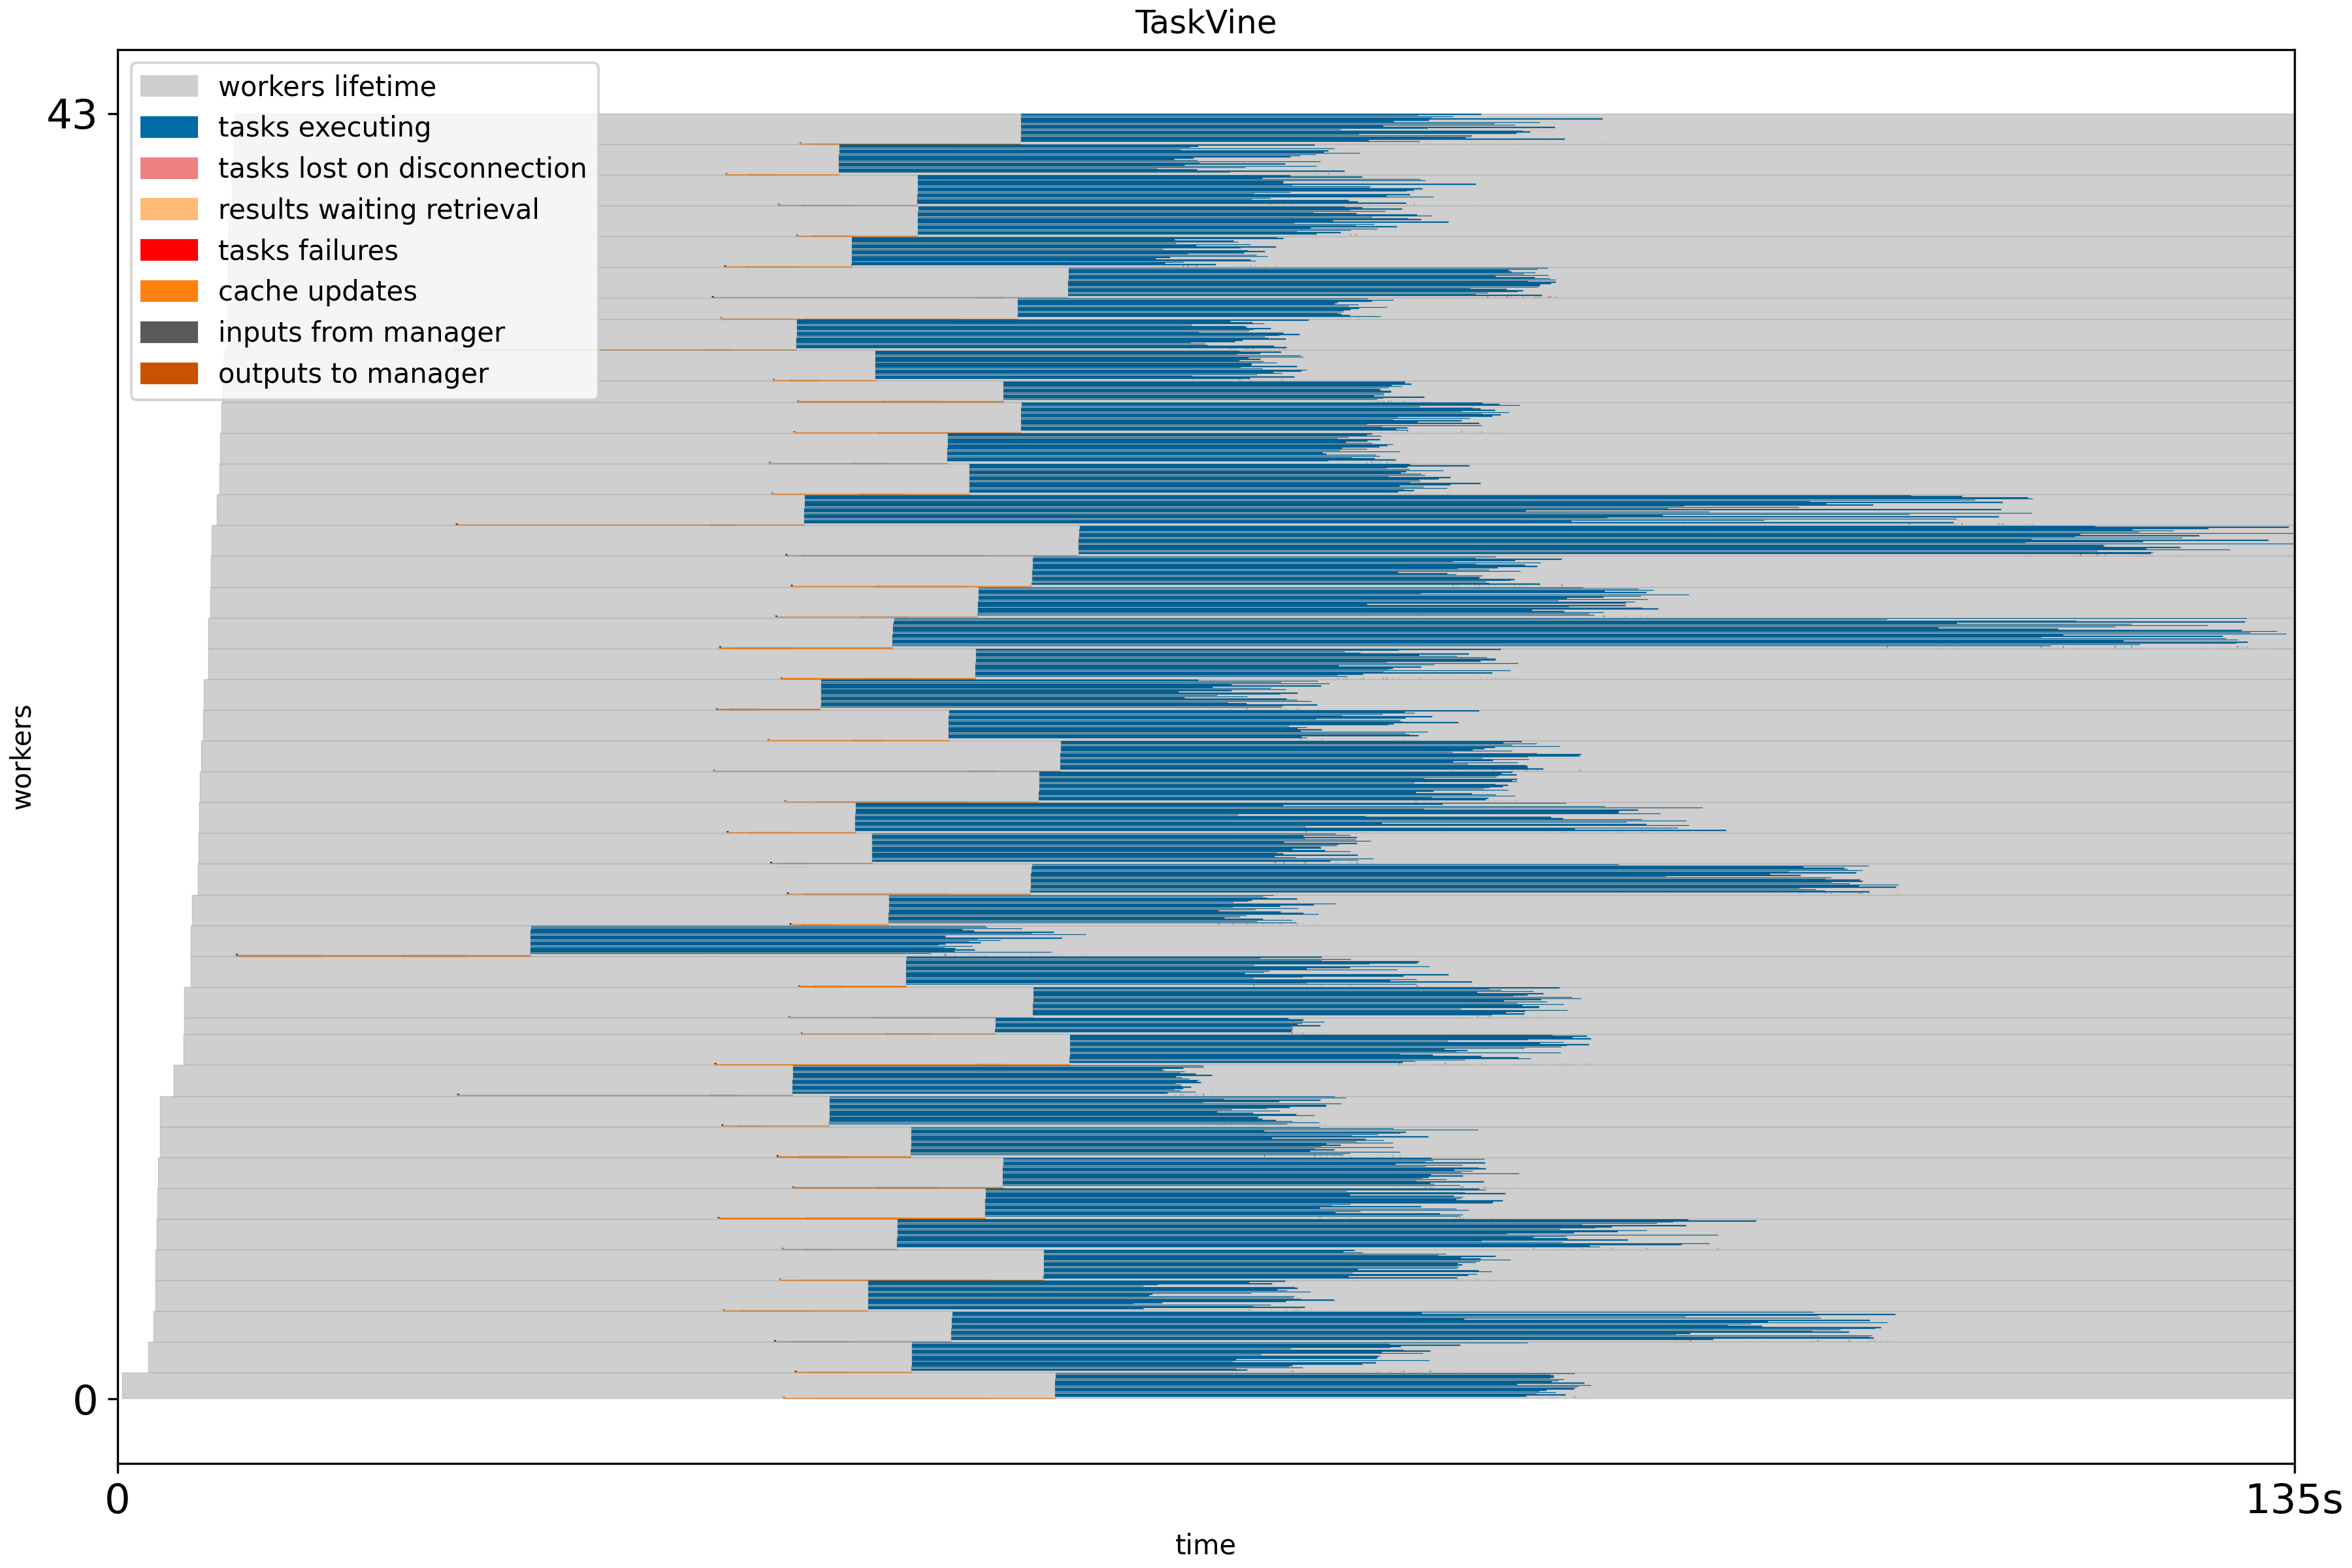 TaskVine
43
workers lifetime
tasks executing
tasks lost on disconnection
results waiting retrieval
tasks failures
cache updates
inputs from manager
outputs to manager
workers
0
0
135s
time